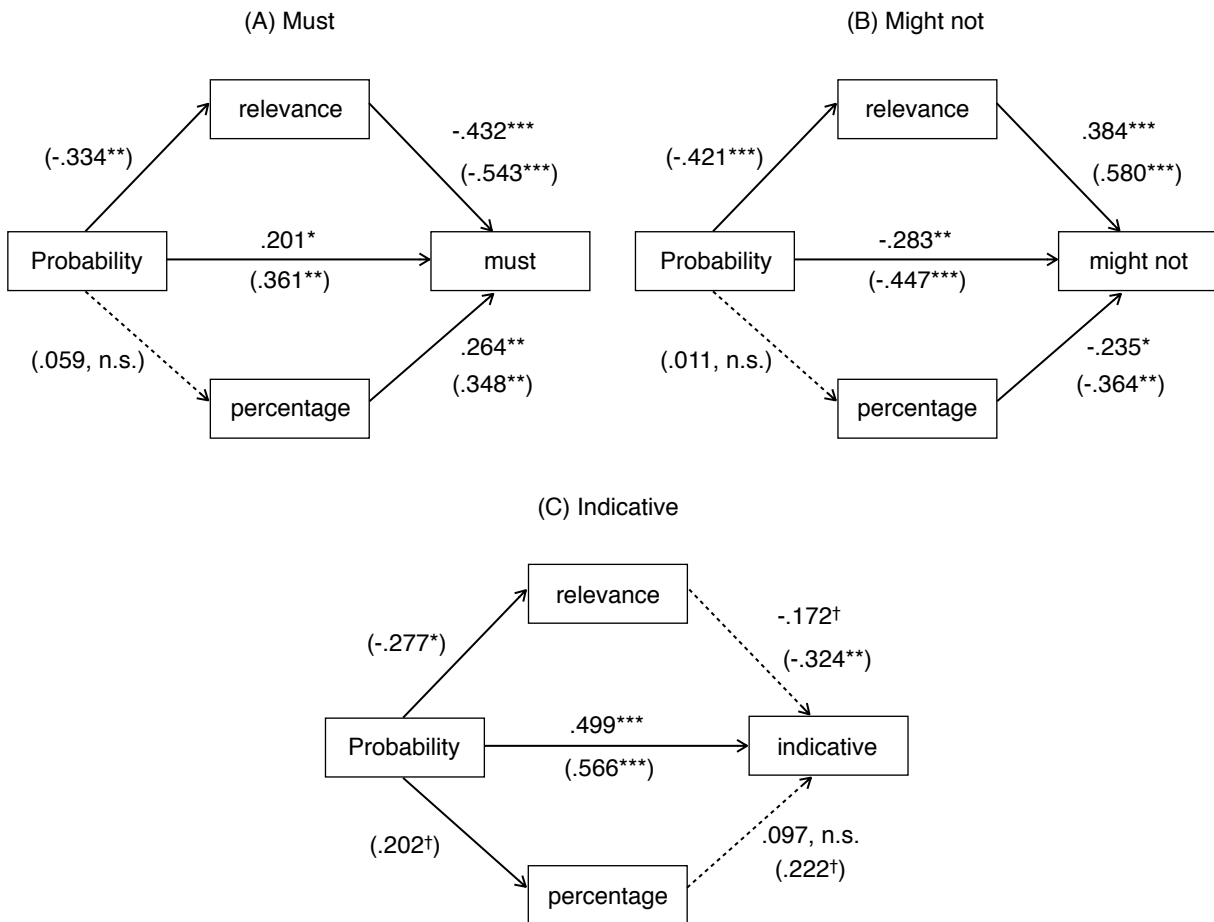 (A) Must
relevance
-.432***
(-.334**)
(-.543***)
Probability
.201*
(.361**)
must
(.059, n.s.)
.264**
(.348**)
percentage
(B) Might not
relevance
.384***
(-.421***)
(.580***)
Probability
-.283**
(-.447***)
might not
(.011, n.s.)
-.235*
(-.364**)
percentage
(C) Indicative
relevance
-.172†
(-.277*)
(-.324**)
Probability
.499***
(.566***)
indicative
(.202†)
.097, n.s.
(.222†)
percentage